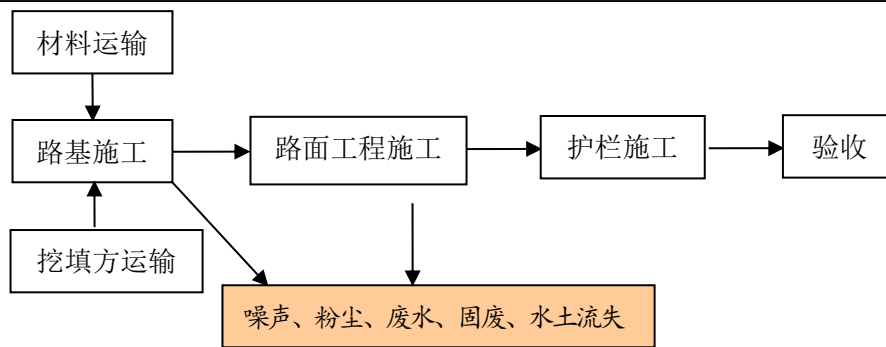 材料运输
路基施工
路面工程施工
护栏施工
验收
挖填方运输
噪声、粉尘、废水、固废、水土流失